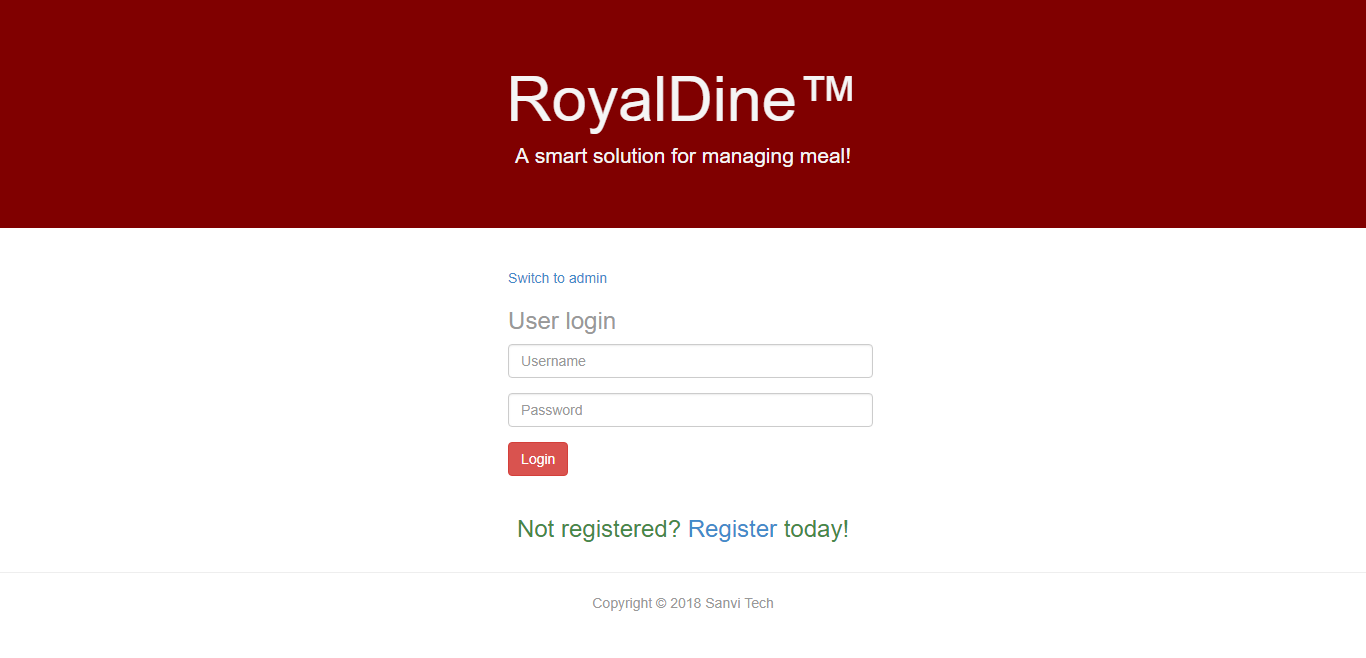 RoyalDine™
A smart solution for managing meal!
Switch to admin
User login
Username
Password
Login
Not registered? Register today!
Copyright © 2018 Sanvi Tech